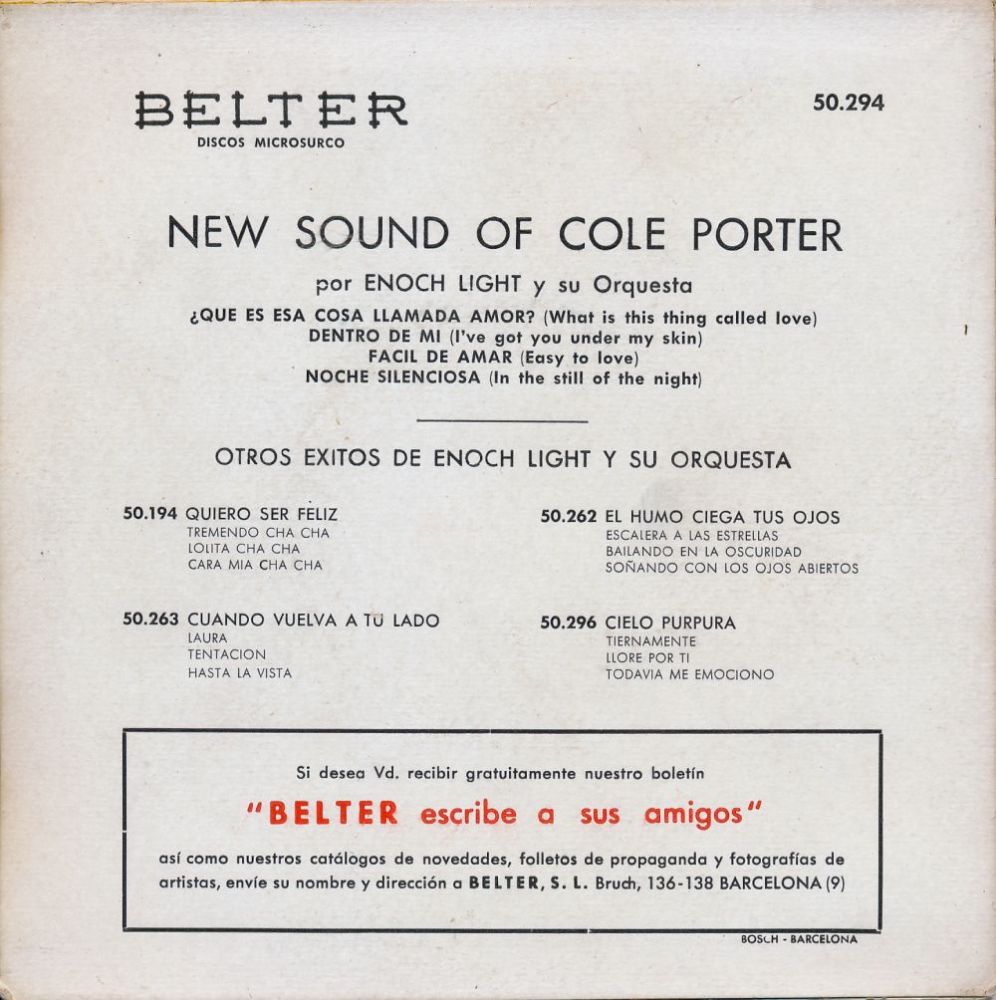 BELTER
50.294
DISCOS MICROSURCO
NEW SOUND OF COLE PORTER
por ENOCH LIGHT y su Orquesta
¿QUE ES ESA COSA LLAMADA AMOR? (What is this thing called love)
DENTRO DE MI (I've got you under my skin)
FACIL DE AMAR (Easy to love)
NOCHE SILENCIOSA (In the still of the night)
OTROS EXITOS DE ENOCH LIGHT Y SU ORQUESTA
50.194 QUIERO SER FELIZ
TREMENDO CHA CHA
LOLITA CHA CHA
CARA MIA CHA CHA
50.262 EL HUMO CIEGA TUS OJOS
ESCALERA A LAS ESTRELLAS
BAILANDO EN LA OSCURIDAD
SOÑANDO CON LOS OJOS ABIERTOS
50.263 CUANDO VUELVA A TU LADO
LAURA
TENTACION
HASTA LA VISTA
50.296 CIELO PURPURA
TIERNAMENTE
LLORE POR TI
TODAVIA ME EMOCIONO
Si desea Vd. recibir gratuitamente nuestro boletín
"BELTER escribe a sus amigos"
así como nuestros catálogos de novedades, folletos de propaganda y fotografías de
artistas, envíe su nombre y dirección a BELTER, S. L. Bruch, 136-138 BARCELONA (9)
BOSCH - BARCELONA